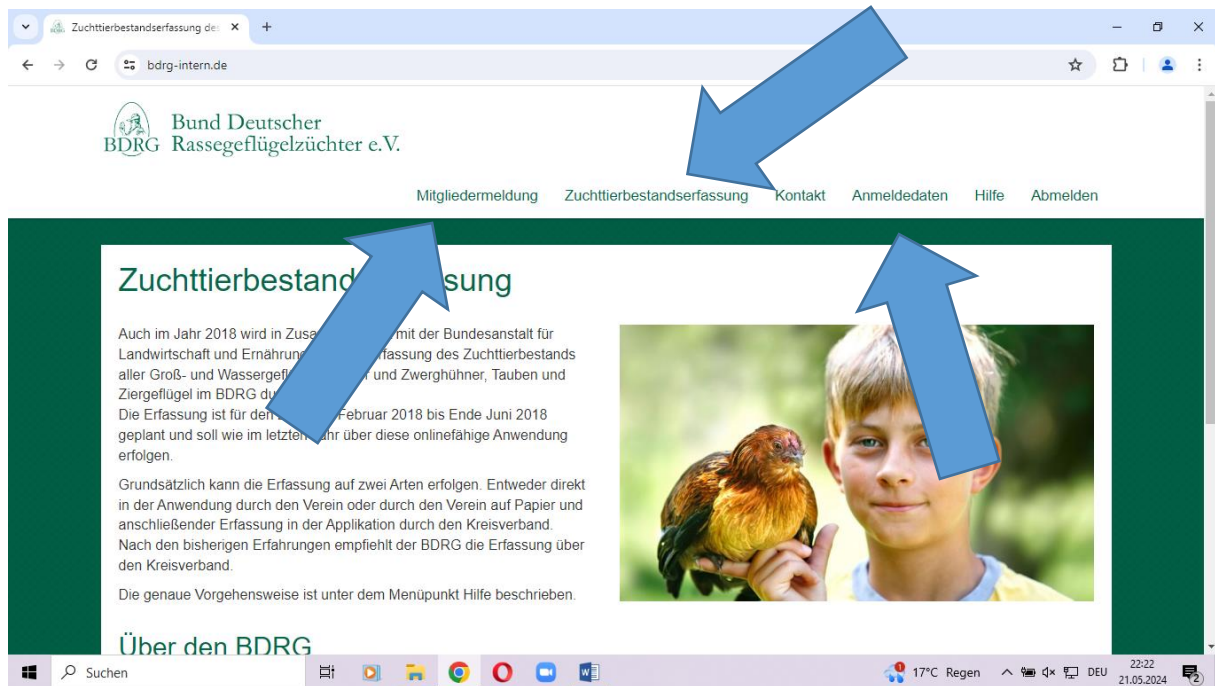 Zuchttierbestandserfassung de
bdrg-intern.de
BDRG
Bund Deutscher
Rassegeflügelzüchter e.V.
Mitgliedermeldung Zuchttierbestandserfassung Kontakt Anmeldedaten Hilfe Abmelden
Zuchttierbestand sung
Auch im Jahr 2018 wird in Zusa mit der Bundesanstalt für
Landwirtschaft und Ernährun fassung des Zuchttierbestands
aller Groß- und Wassergefl und Zwerghühner, Tauben und
Ziergeflügel im BDRG du
Die Erfassung ist für den Februar 2018 bis Ende Juni 2018
geplant und soll wie im letzten hr über diese onlinefähige Anwendung
erfolgen.
Grundsätzlich kann die Erfassung auf zwei Arten erfolgen. Entweder direkt
in der Anwendung durch den Verein oder durch den Verein auf Papier und
anschließender Erfassung in der Applikation durch den Kreisverband.
Nach den bisherigen Erfahrungen empfiehlt der BDRG die Erfassung über
den Kreisverband.
Die genaue Vorgehensweise ist unter dem Menüpunkt Hilfe beschrieben.
Über den BDRG
Suchen
17°C Regen
DEU
22:22
21.05.2024
2